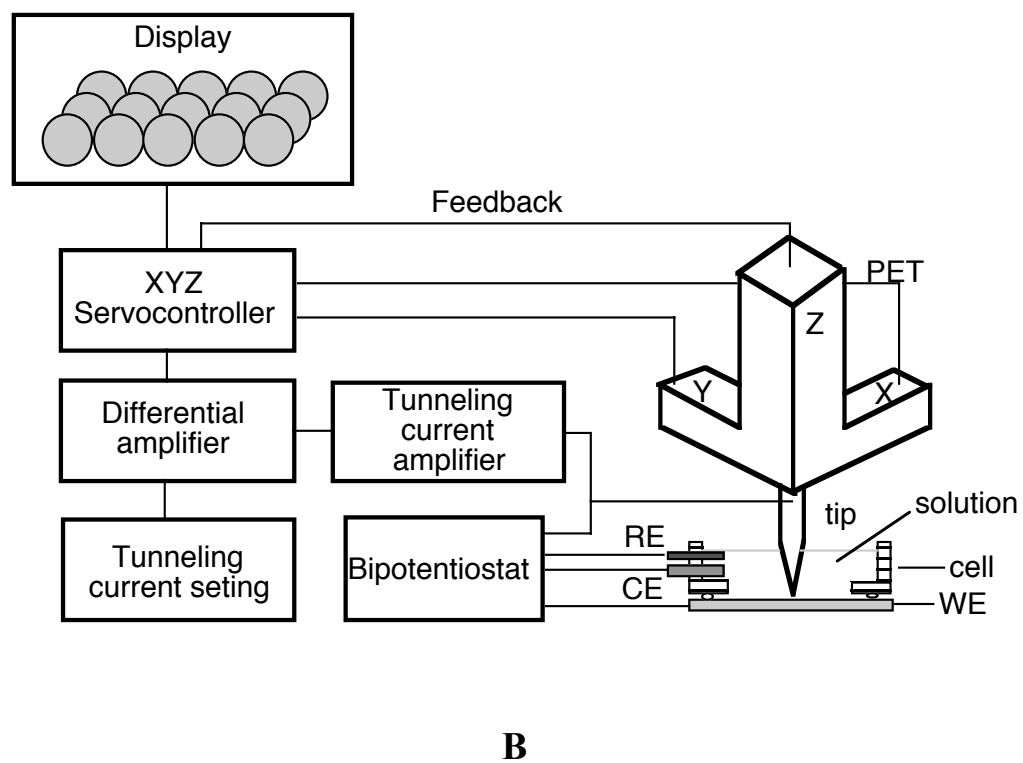 Display
Feedback
XYZ
Servocontroller
PET
Z
Y
X
Differential
amplifier
Tunneling
current
amplifier
tip
solution
Tunneling
current seting
Bipotentiostat
RE
CE
cell
WE
B